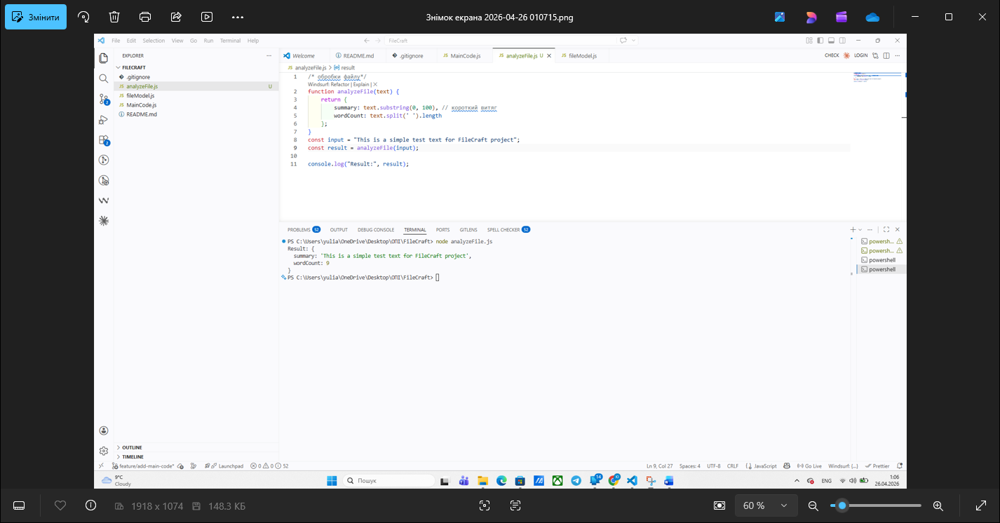 Змінити
Знімок екрана 2026-04-26 010715.png
File Edit Selection View Go Run Terminal Help
FileCraft
EXPLORER
FILECRAFT
.gitignore
JS analyzeFile.js U
JS fileModel.js
JS MainCode.js
README.md
OUTLINE
TIMELINE
Welcome
README.md
.gitignore
JS MainCode.js
JS analyzeFile.js U
JS fileModel.js
CHECK
LOGIN
JS analyzeFile.js > result
1 /* обробки файлу*/
Windsurf: Refactor | Explain | X
2 function analyzeFile(text) {
3 return {
4 summary: text.substring(0, 100), // короткий витяг
5 wordCount: text.split(' ').length
6 };
7 }
8 const input = "This is a simple test text for FileCraft project";
9 const result = analyzeFile(input);
10
11 console.log("Result:", result);
PROBLEMS 52 OUTPUT DEBUG CONSOLE TERMINAL PORTS GITLENS SPELL CHECKER 52
PS C:\Users\yulia\OneDrive\Desktop\ОПІ\FileCraft> node analyzeFile.js
Result: {
summary: 'This is a simple test text for FileCraft project',
wordCount: 9
}
PS C:\Users\yulia\OneDrive\Desktop\ОПІ\FileCraft>
powersh...
powersh...
powershell
powershell
feature/add-main-code* Launchpad 0 0 52
Ln 9, Col 27 Spaces: 4 UTF-8 CRLF {} JavaScript Go Live Windsurf: {...} Prettier
9°C
Cloudy
Пошук
14
ENG
1:06
26.04.2026
1918 x 1074
148.3 КБ
60 %